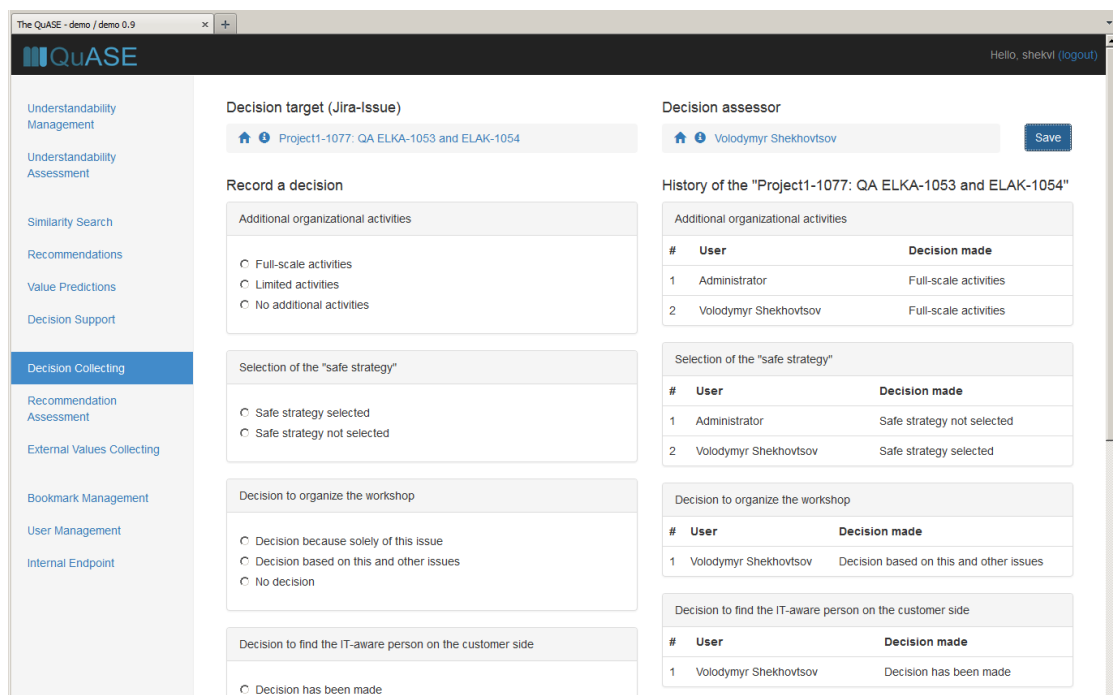 The QuASE - demo / demo 0.9
QuASE
Hello, shekvl (logout)
Understandability
Management
Understandability
Assessment
Similarity Search
Recommendations
Value Predictions
Decision Support
Decision Collecting
Recommendation
Assessment
External Values Collecting
Bookmark Management
User Management
Internal Endpoint
Decision target (Jira-Issue)
Project1-1077: QA ELKA-1053 and ELAK-1054
Record a decision
Additional organizational activities
Full-scale activities
Limited activities
No additional activities
Selection of the "safe strategy"
Safe strategy selected
Safe strategy not selected
Decision to organize the workshop
Decision because solely of this issue
Decision based on this and other issues
No decision
Decision to find the IT-aware person on the customer side
Decision has been made
Decision assessor
Volodymyr Shekhovtsov
Save
History of the "Project1-1077: QA ELKA-1053 and ELAK-1054"
Additional organizational activities
# User Decision made
1 Administrator Full-scale activities
2 Volodymyr Shekhovtsov Full-scale activities
Selection of the "safe strategy"
# User Decision made
1 Administrator Safe strategy not selected
2 Volodymyr Shekhovtsov Safe strategy selected
Decision to organize the workshop
# User Decision made
1 Volodymyr Shekhovtsov Decision based on this and other issues
Decision to find the IT-aware person on the customer side
# User Decision made
1 Volodymyr Shekhovtsov Decision has been made